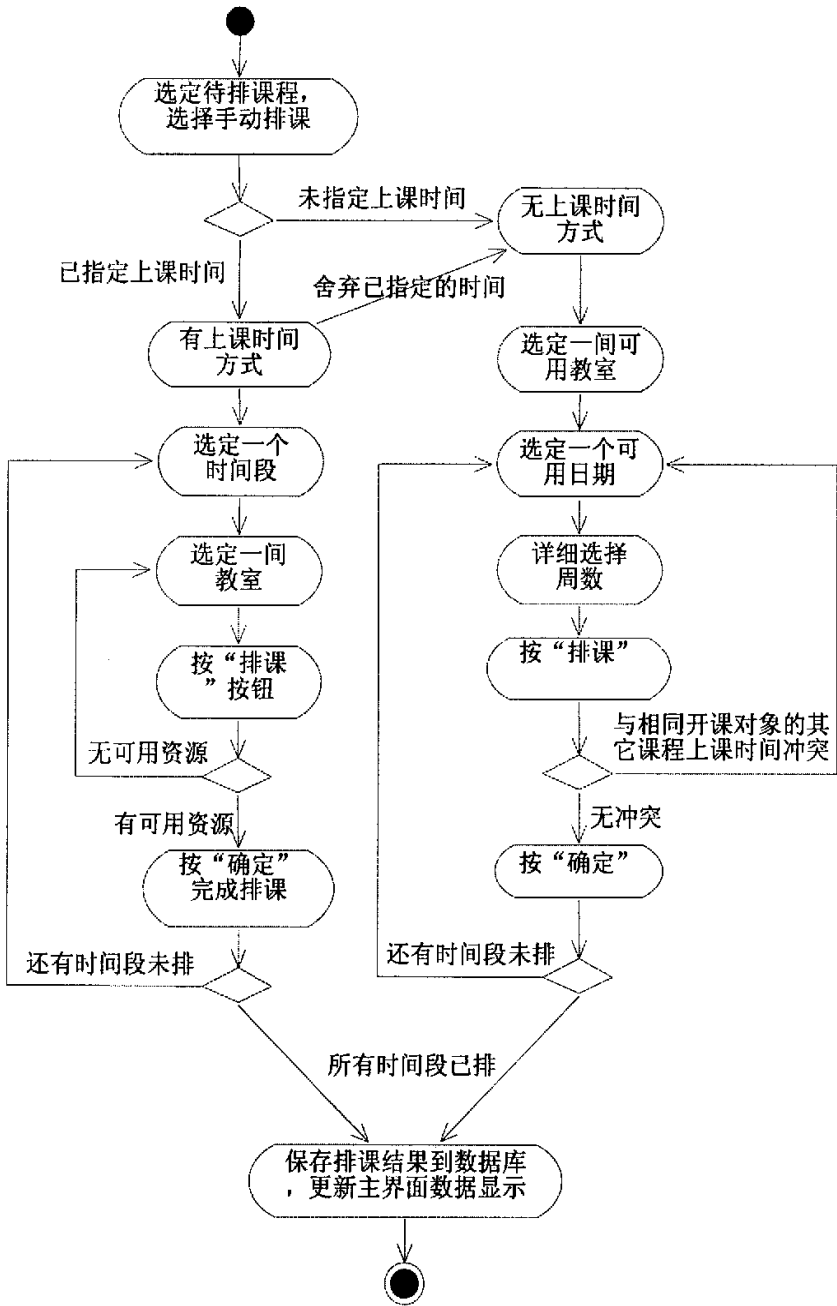 选定待排课程，
选择手动排课
未指定上课时间
无上课时间
方式
已指定上课时间
舍弃已指定的时间
有上课时间
方式
选定一间可
用教室
选定一个
时间段
选定一个可
用日期
选定一间
教室
详细选择
周数
按“排课
”按钮
按“排课”
无可用资源
与相同开课对象的其
它课程上课时间冲突
有可用资源
无冲突
按“确定”
完成排课
按“确定”
还有时间段未排
还有时间段未排
所有时间段已排
保存排课结果到数据库
，更新主界面数据显示